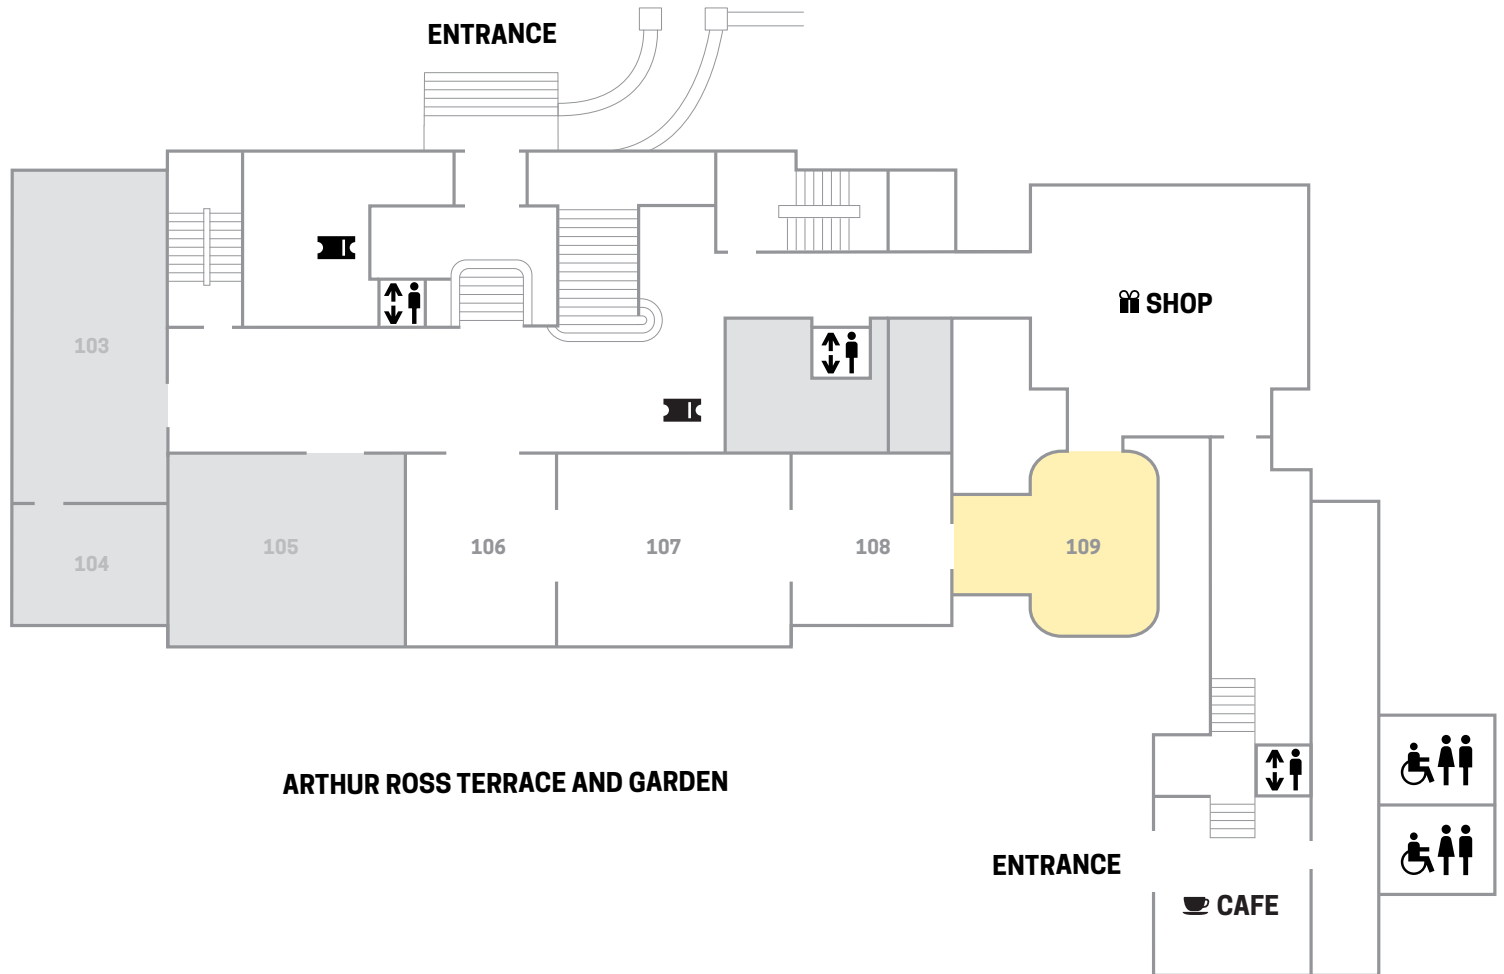 ENTRANCE
SHOP
103
105
106
107
108
109
104
ARTHUR ROSS TERRACE AND GARDEN
ENTRANCE
CAFE